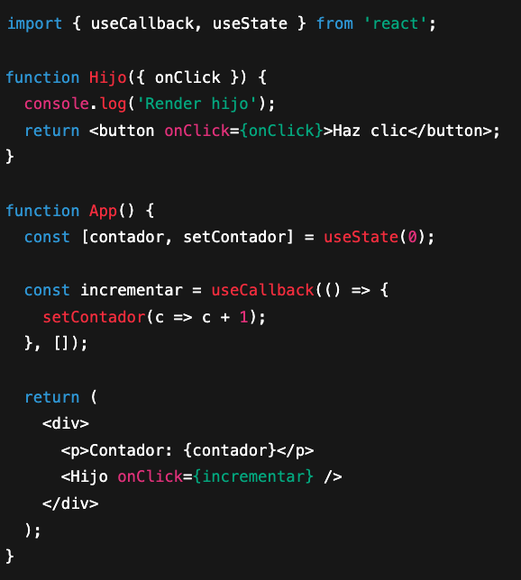 import { useCallback, useState } from 'react';

function Hijo({ onClick }) {
  console.log('Render hijo');
  return <button onClick={onClick}>Haz clic</button>;
}

function App() {
  const [contador, setContador] = useState(0);

  const incrementar = useCallback(() => {
    setContador(c => c + 1);
  }, []);

  return (
    <div>
      <p>Contador: {contador}</p>
      <Hijo onClick={incrementar} />
    </div>
  );
}